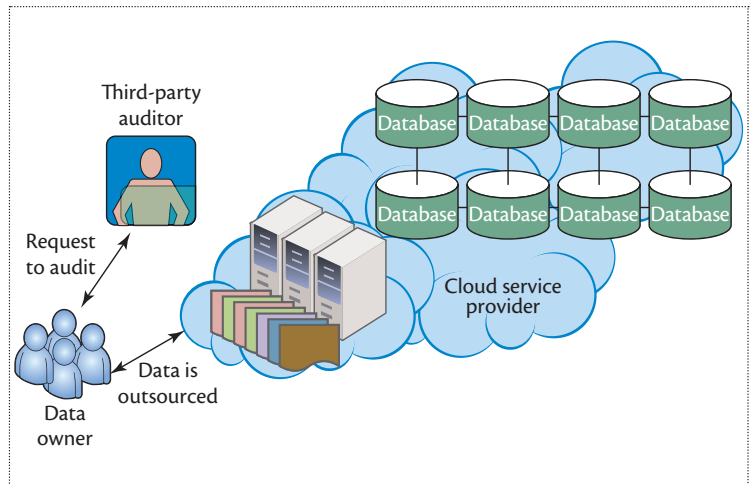 Third-party
auditor
Database Database Database Database
Database Database Database Database
Request
to audit
Cloud service
provider
Data is
outsourced
Data
owner